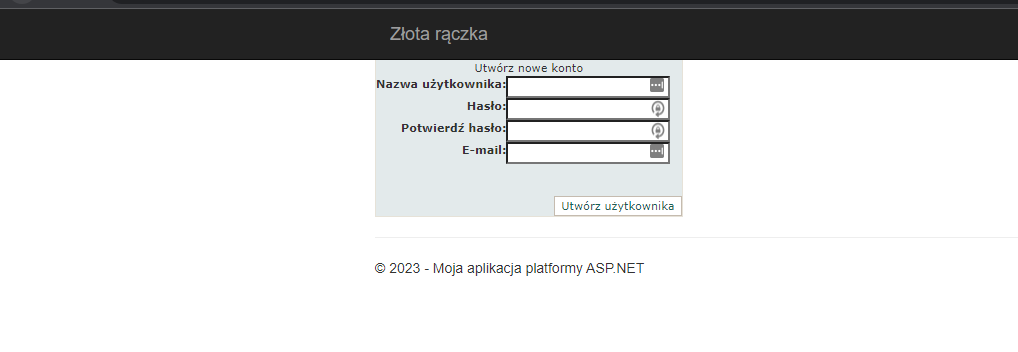 Złota rączka
Utwórz nowe konto
Nazwa użytkownika:
Hasło:
Potwierdź hasło:
E-mail:
Utwórz użytkownika
© 2023 - Moja aplikacja platformy ASP.NET